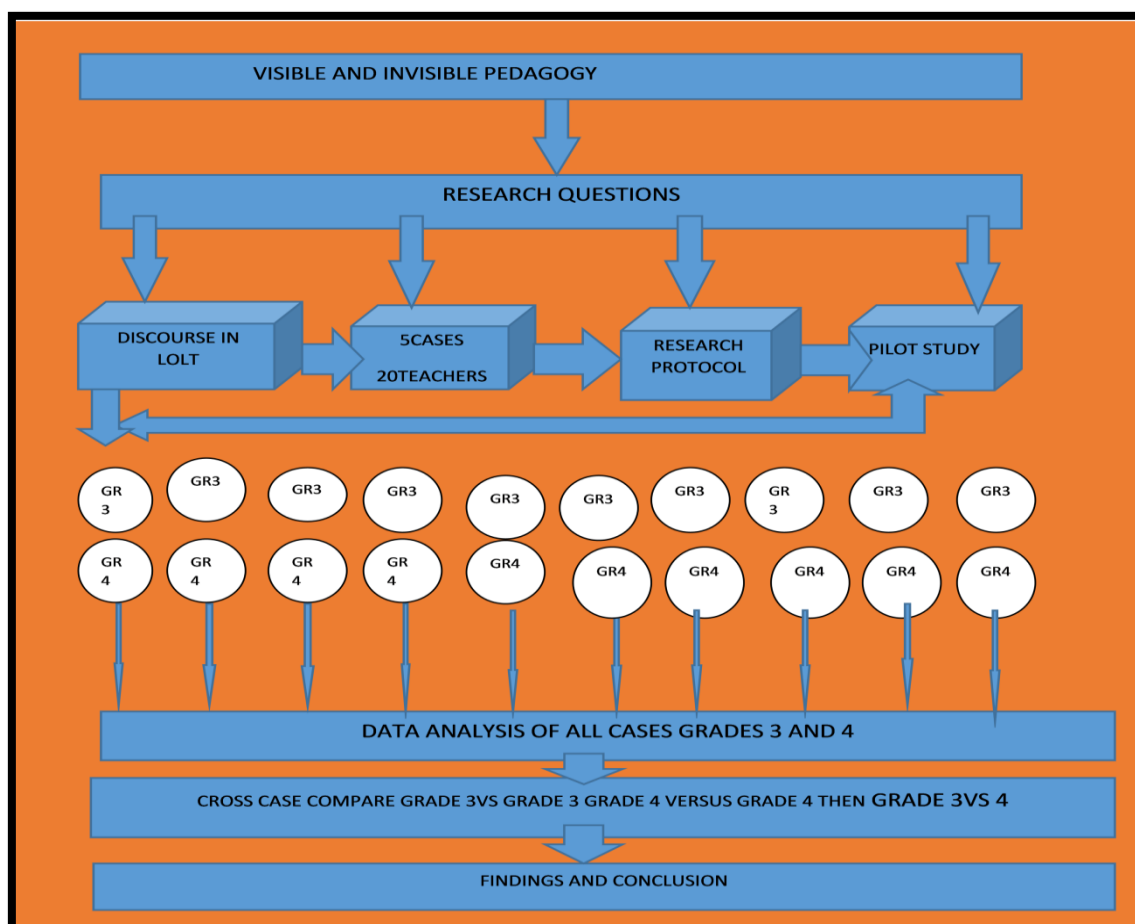 VISIBLE AND INVISIBLE PEDAGOGY
RESEARCH QUESTIONS
DISCOURSE IN
LOLT
5CASES
20TEACHERS
RESEARCH
PROTOCOL
PILOT STUDY
GR
3
GR3
GR3
GR3
GR3
GR3
GR3
GR
3
GR3
GR3
GR
4
GR
4
GR
4
GR
4
GR4
GR4
GR4
GR4
GR4
GR4
DATA ANALYSIS OF ALL CASES GRADES 3 AND 4
CROSS CASE COMPARE GRADE 3VS GRADE 3 GRADE 4 VERSUS GRADE 4 THEN GRADE 3VS 4
FINDINGS AND CONCLUSION